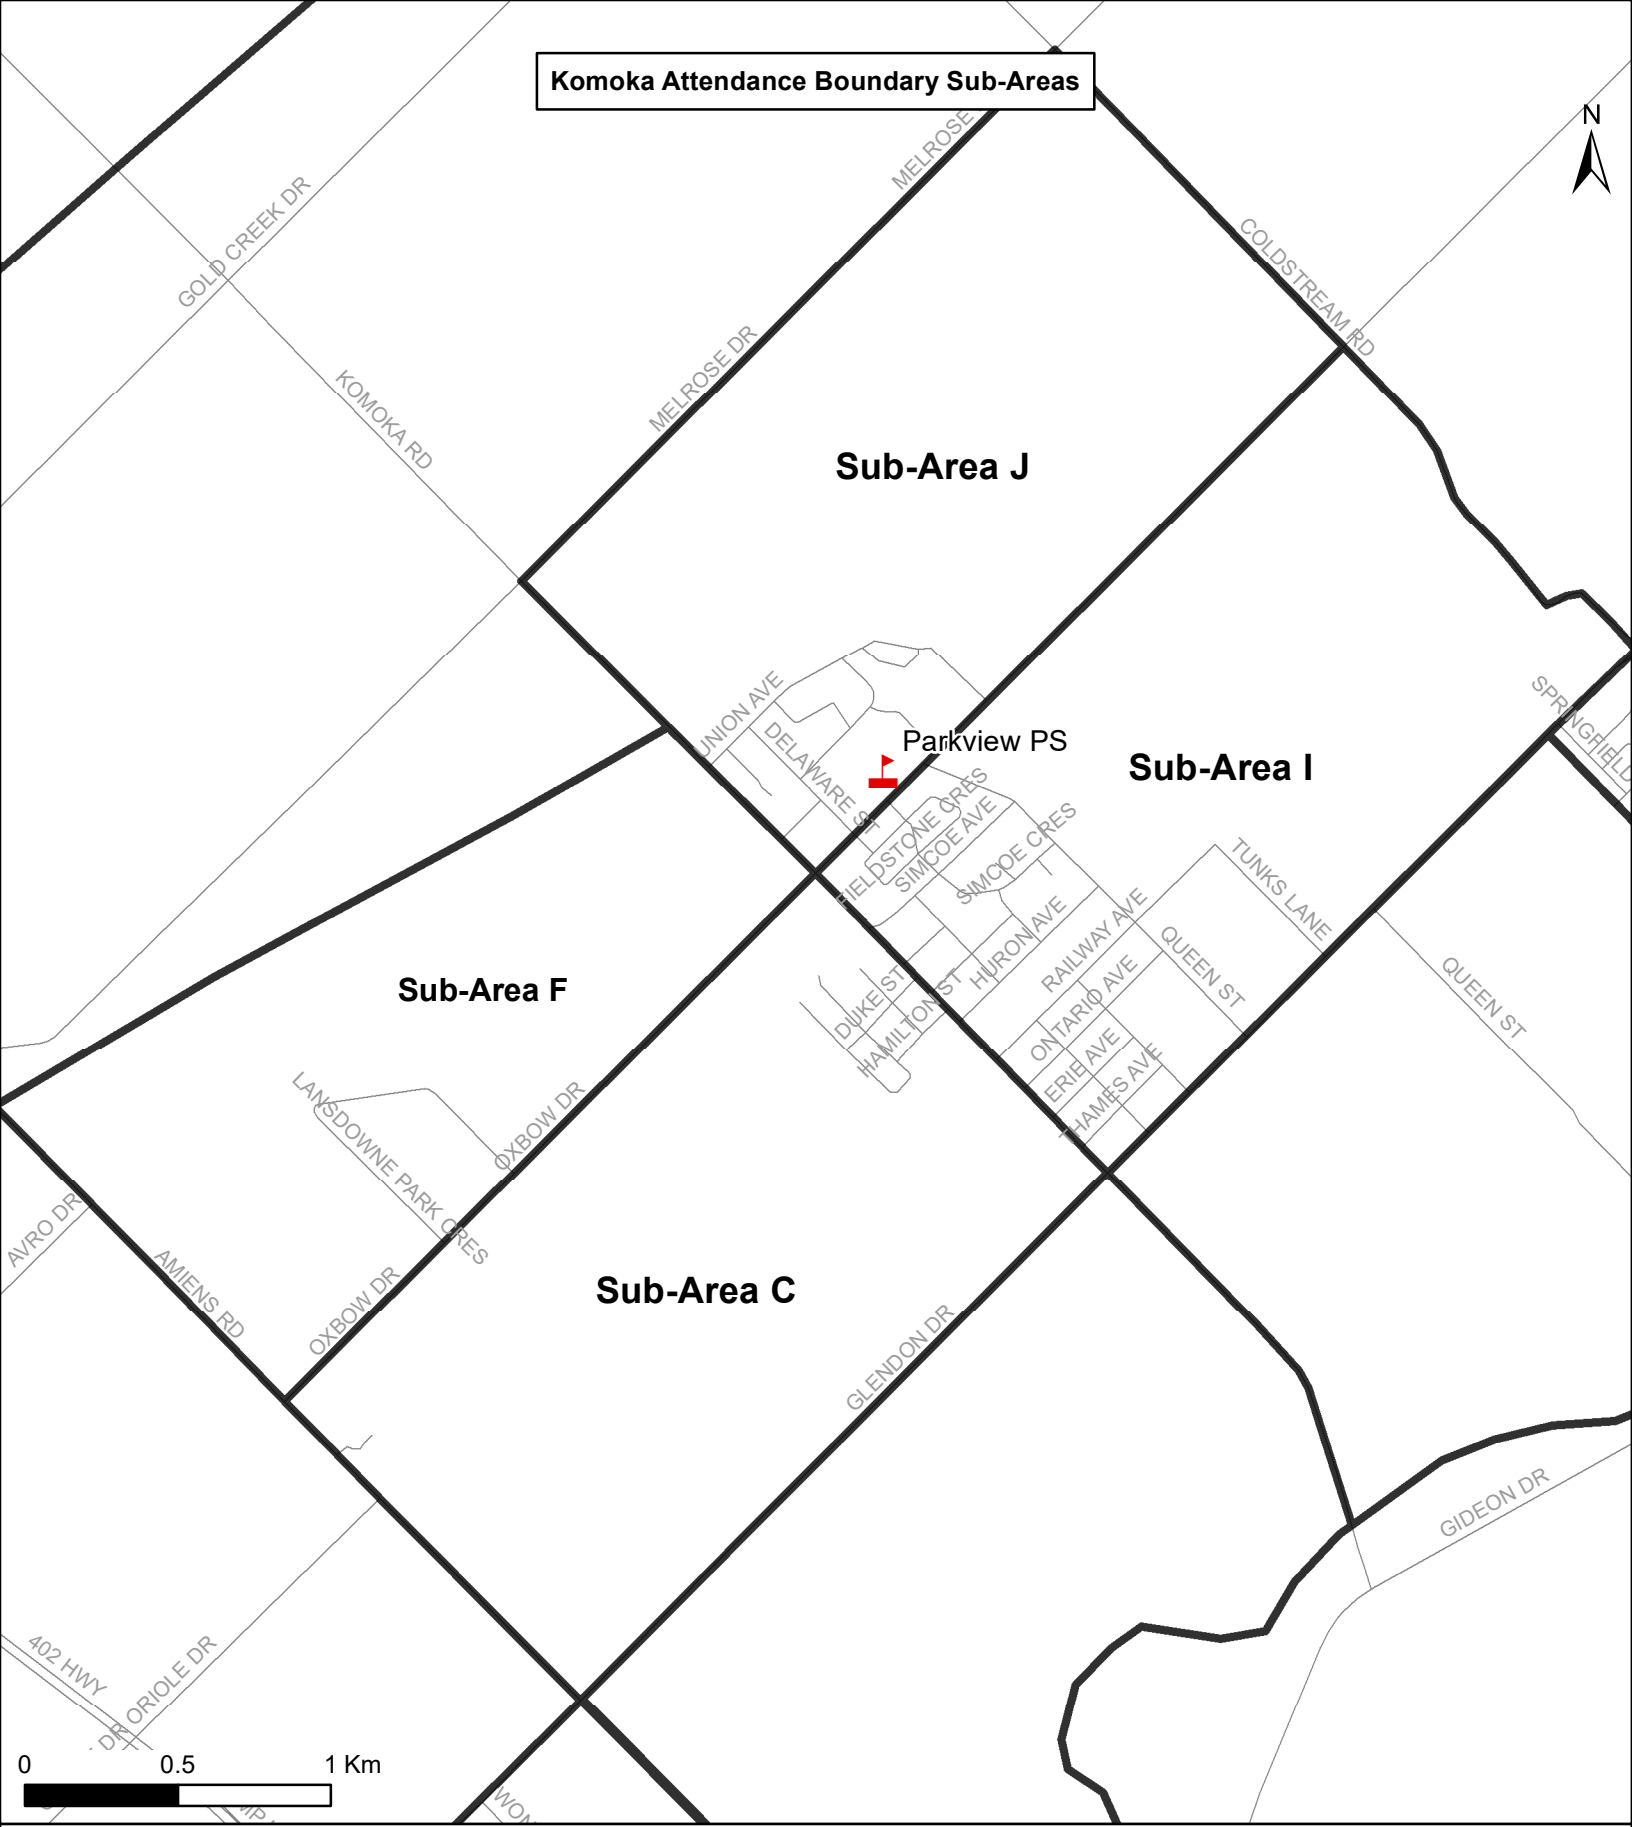 Komoka Attendance Boundary Sub-Areas
N
MELROSE
GOLD CREEK DR
COLDSTREAM RD
MELROSE DR
KOMOKA RD
Sub-Area J
UNION AVE
SPRINGFIELD
DELAWARE ST
Parkview PS
Sub-Area I
FIELDSTONE CRES
SIMCOE AVE
SIMCOE CRES
TUNKS LANE
HURON AVE
RAILWAY AVE
QUEEN ST
QUEEN ST
Sub-Area F
DUKE ST
HAMILTON ST
ONTARIO AVE
ERIE AVE
THAMES AVE
LANSDOWNE PARK CRES
OXBOW DR
AVRO DR
AMIENS RD
OXBOW DR
Sub-Area C
GLENDON DR
GIDEON DR
402 HWY
ORIOLE DR
DR
0 0.5 1 Km
WON